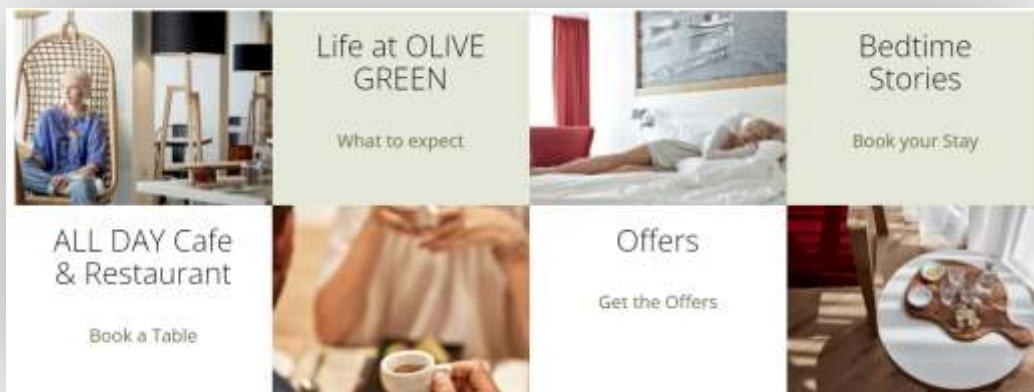 Life at OLIVE
GREEN
What to expect
Bedtime
Stories
Book your Stay
ALL DAY Cafe
& Restaurant
Book a Table
Offers
Get the Offers